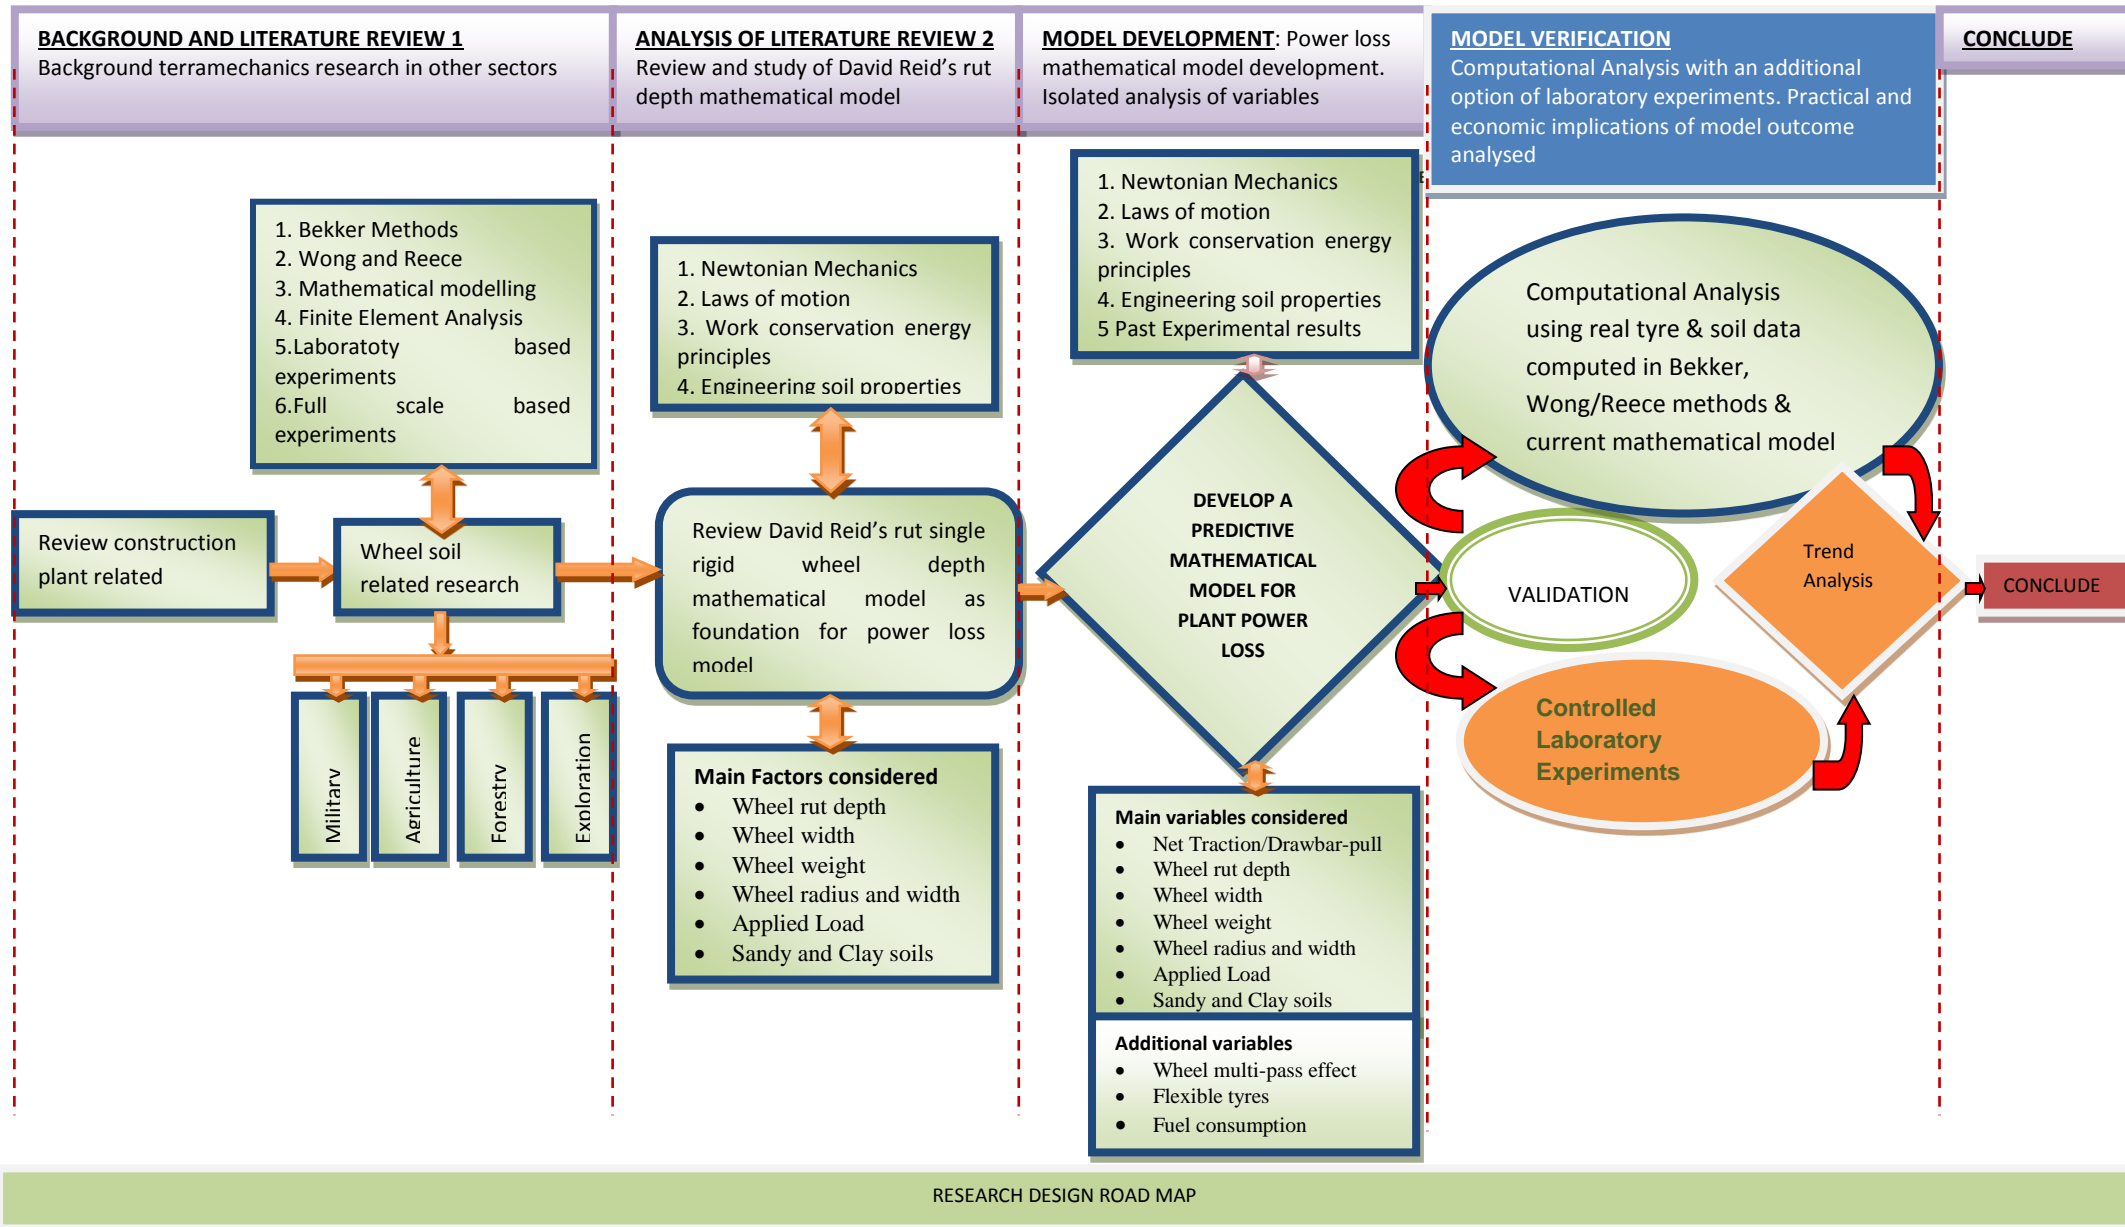 BACKGROUND AND LITERATURE REVIEW 1
Background terramechanics research in other sectors
ANALYSIS OF LITERATURE REVIEW 2
Review and study of David Reid's rut
depth mathematical model
MODEL DEVELOPMENT: Power loss
mathematical model development.
Isolated analysis of variables
MODEL VERIFICATION
Computational Analysis with an additional
option of laboratory experiments. Practical and
economic implications of model outcome
analysed
CONCLUDE
1. Bekker Methods
2. Wong and Reece
3. Mathematical modelling
4. Finite Element Analysis
5.Laboratoty based
experiments
6.Full scale based
experiments
Review construction
plant related
Wheel soil
related research
Military
Agriculture
Forestry
Exploration
1. Newtonian Mechanics
2. Laws of motion
3. Work conservation energy
principles
4. Engineering soil properties
Review David Reid's rut single
rigid wheel depth
mathematical model as
foundation for power loss
model
Main Factors considered
• Wheel rut depth
• Wheel width
• Wheel weight
• Wheel radius and width
• Applied Load
• Sandy and Clay soils
1. Newtonian Mechanics
2. Laws of motion
3. Work conservation energy
principles
4. Engineering soil properties
5 Past Experimental results
DEVELOP A
PREDICTIVE
MATHEMATICAL
MODEL FOR
PLANT POWER
LOSS
Main variables considered
• Net Traction/Drawbar-pull
• Wheel rut depth
• Wheel width
• Wheel weight
• Wheel radius and width
• Applied Load
• Sandy and Clay soils
Additional variables
• Wheel multi-pass effect
• Flexible tyres
• Fuel consumption
Computational Analysis
using real tyre & soil data
computed in Bekker,
Wong/Reece methods &
current mathematical model
VALIDATION
Controlled
Laboratory
Experiments
Trend
Analysis
CONCLUDE
RESEARCH DESIGN ROAD MAP